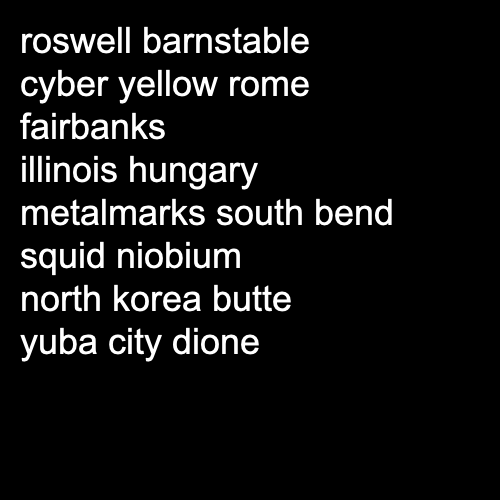 roswell barnstable
cyber yellow rome
fairbanks
illinois hungary
metalmarks south bend
squid niobium
north korea butte
yuba city dione